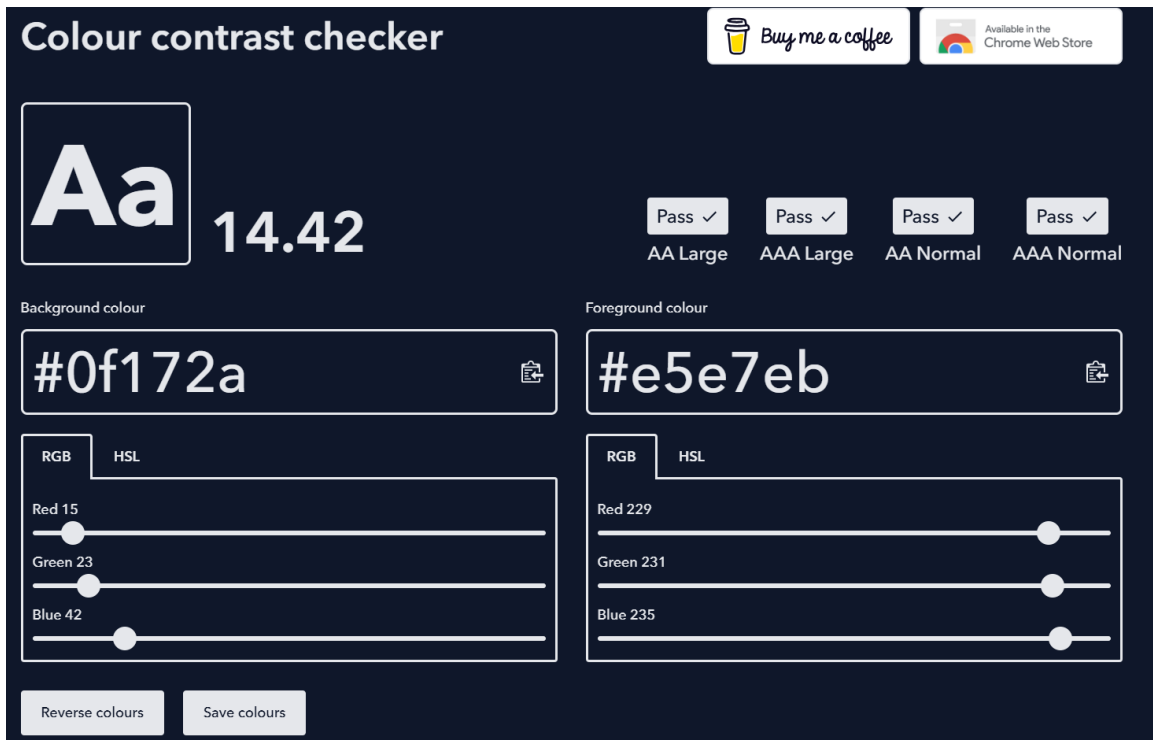 Colour contrast checker
Buy me a coffee
Available in the
Chrome Web Store
Aa
14.42
Pass ✓
AA Large
Pass ✓
AAA Large
Pass ✓
AA Normal
Pass ✓
AAA Normal
Background colour
#0f172a
RGB HSL
Red 15
Green 23
Blue 42
Foreground colour
#e5e7eb
RGB HSL
Red 229
Green 231
Blue 235
Reverse colours
Save colours